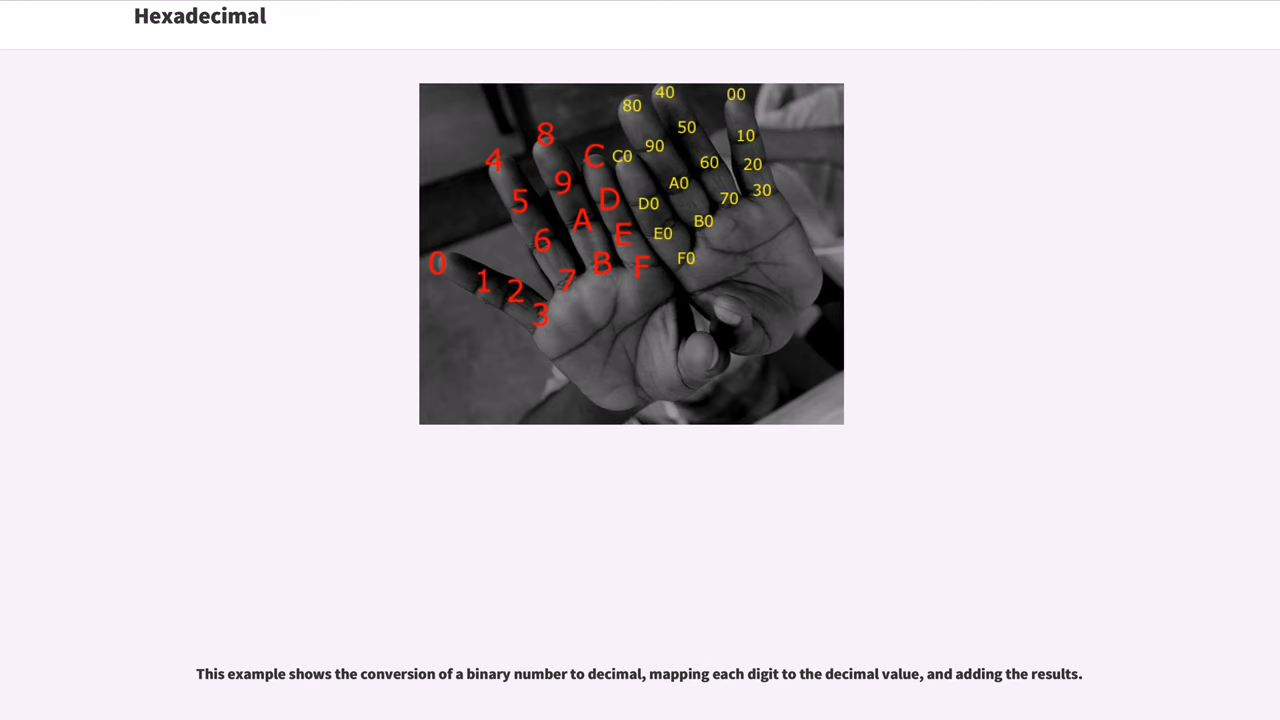 Hexadecimal
40
00
80
8
50
10
90
4
C
C0
60
20
9
A0
30
5
D
D0
70
A
B0
6
E
E0
0
B
F
F0
7
1
2
3
This example shows the conversion of a binary number to decimal, mapping each digit to the decimal value, and adding the results.